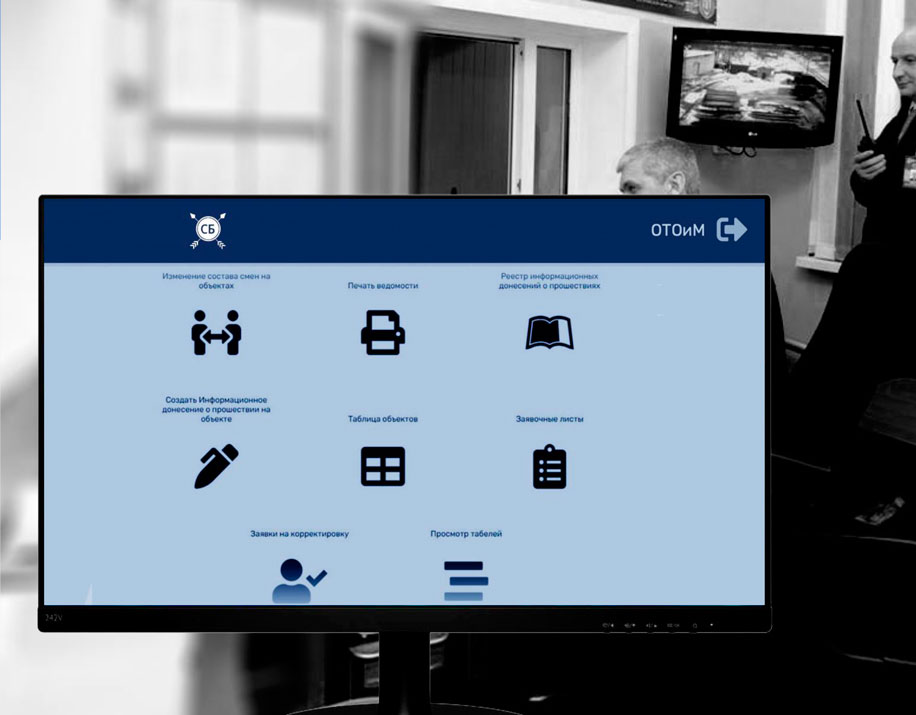 СБ
ОТОиМ
Изменение состава смен на
объектах
Печать ведомости
Реестр информационных
донесений о прошествиях
Создать Информационное
донесение о прошествии на
объекте
Таблица объектов
Заявочные листы
Заявки на корректировку
Просмотр табелей
242V